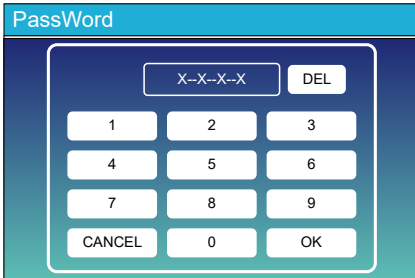 PassWord
X--X--X--X DEL
1 2 3
4 5 6
7 8 9
CANCEL 0 OK